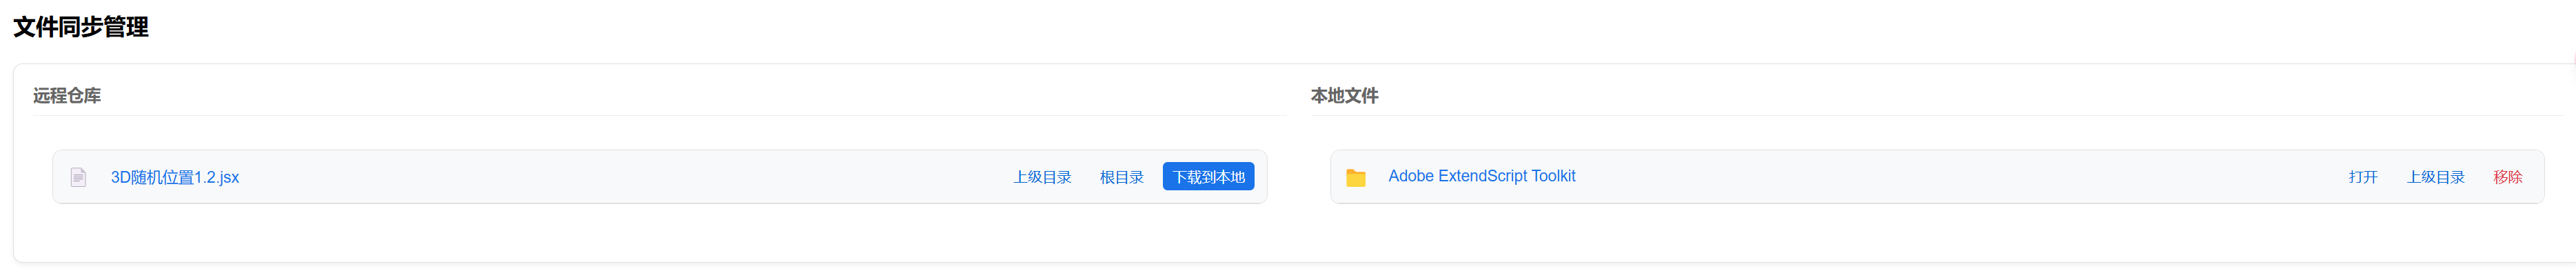 文件同步管理
远程仓库
3D随机位置1.2.jsx 上级目录 根目录 下载到本地
本地文件
Adobe ExtendScript Toolkit 打开 上级目录 移除